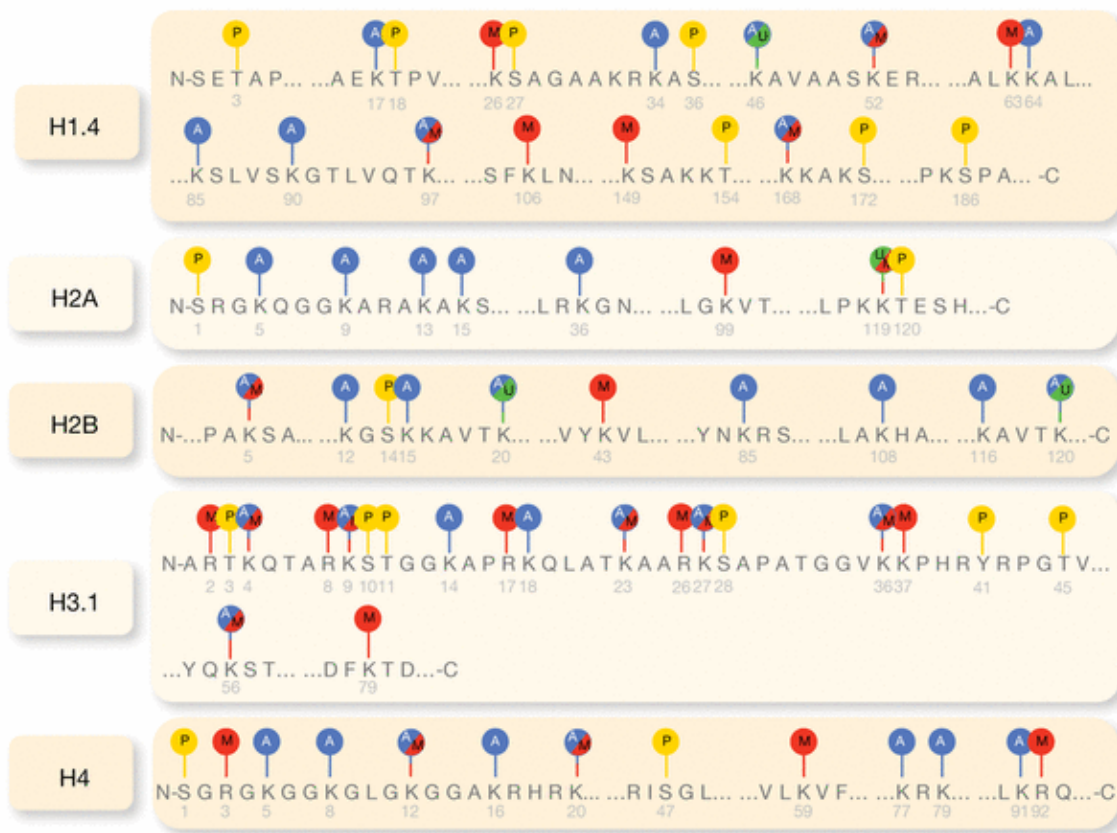 P A P M P A P A U A M M A
N-SETAP... ...AEKTPV... ...KSAGAAKRKAS... ...KAVAASKER... ...ALKKAL...
3 17 18 26 27 34 36 46 52 63 64
H1.4
A A A M M M P A M P P
...KSLVSKGTLVQTK... ...SFKLN... ...KSAKKT... ...KKAKS... ...PKSPA... -C
85 90 97 106 149 154 168 172 186
P A A A A A M U M P
H2A
N-SRGKQGGKARAKAKS... ...LRKGN... ...LGKVT... ...LPKKTESH...-C
1 5 9 13 15 36 99 119 120
A M A P A A U M A A A A U
H2B
N-...PAKSA... ...KGSKKAVTK... ...VYKVL... ...YNKRS... ...LAKHA... ...KAVTK...-C
5 12 14 15 20 43 85 108 116 120
M P A M M A M P P A M A A M M A M P A M M P P
NARTKQTARKSTGGKAPRKQLATKAARKSAPATGGVKKPHRYRPGTV...
2 3 4 8 9 10 11 14 17 18 23 26 27 28 36 37 41 45
H3.1
A M M
...YQKST... ...DFKTD...-C
56 79
P M A A A M A A M P M A A A M
H4
N-SGRGKGGKGLGKGGAKRHRK... ...RISGL... ...VLKVF... ...KRK... ...LKRQ...-C
1 3 5 8 12 16 20 47 59 77 79 91 92